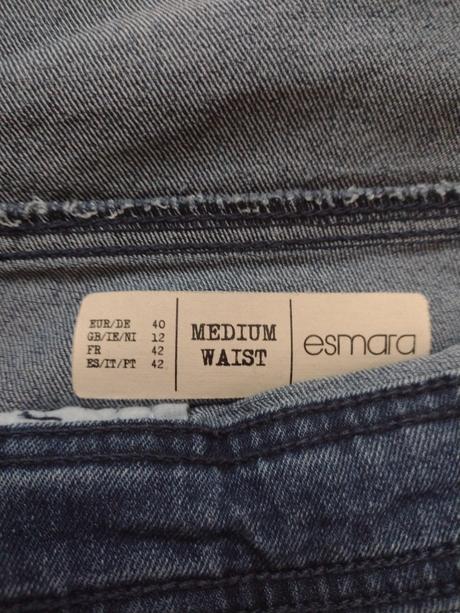 EUR/DE 40
GB/IE/NI 12
FR 42
ES/IT/PT 42
MEDIUM
WAIST
esmara